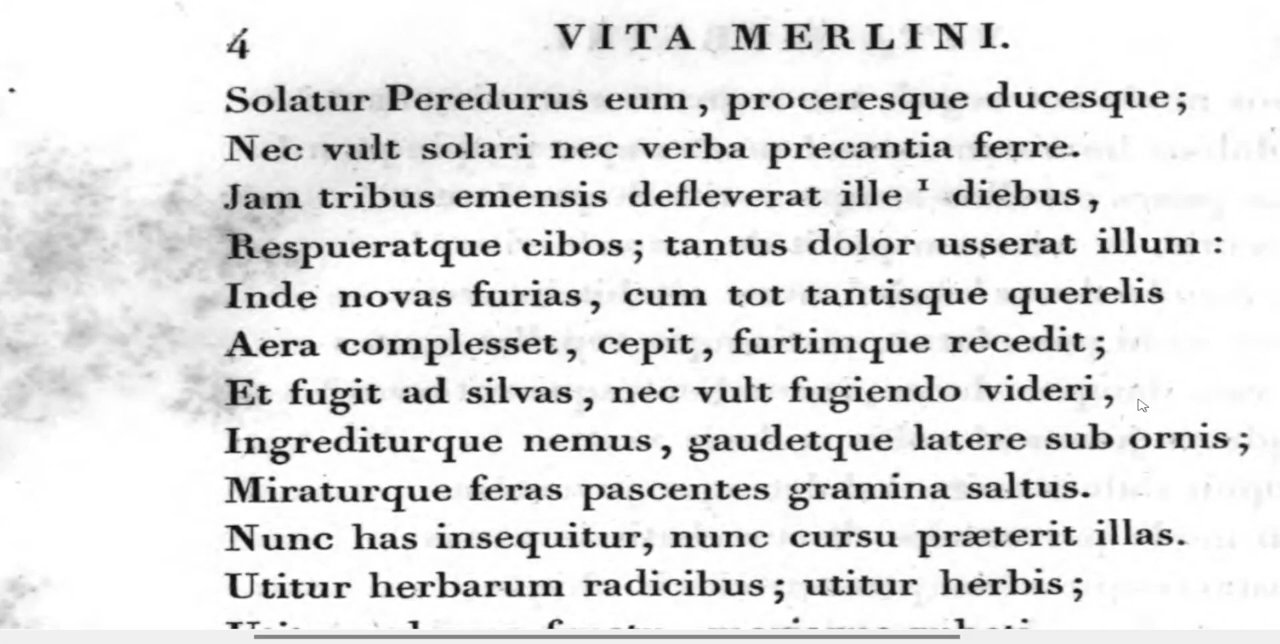 4 VITA MERLINI.
Solatur Peredurus eum, proceresque ducesque;
Nec vult solari nec verba precantia ferre.
Jam tribus emensis defleverat ille ¹ diebus,
Respueratque cibos; tantus dolor usserat illum:
Inde novas furias, cum tot tantisque querelis
Aera complesset, cepit, furtimque recedit;
Et fugit ad silvas, nec vult fugiendo videri,
Ingrediturque nemus, gaudetque latere sub ornis;
Miraturque feras pascentes gramina saltus.
Nunc has insequitur, nunc cursu præterit illas.
Utitur herbarum radicibus; utitur herbis;